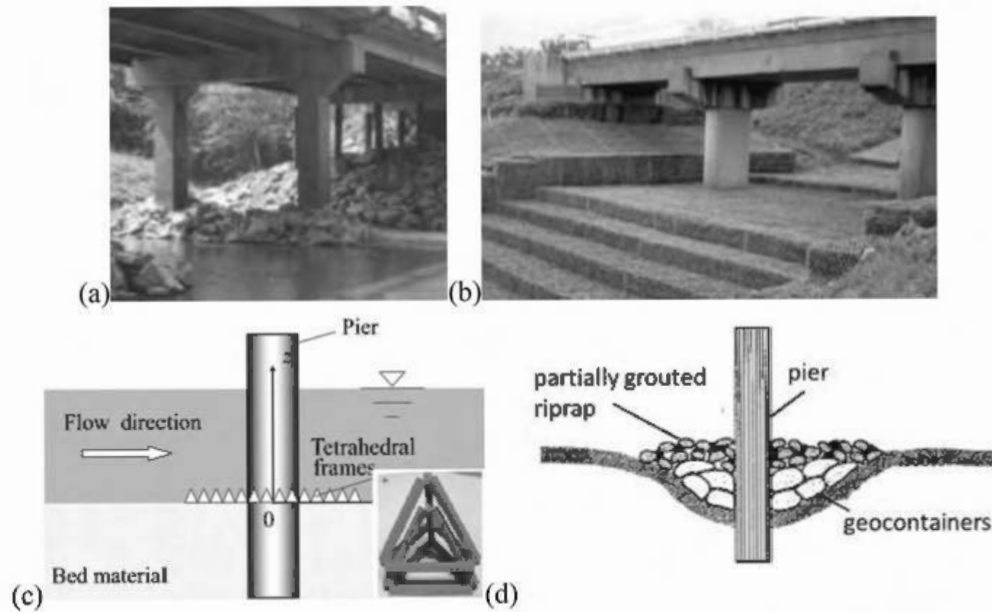 (a)
(b)
Pier
z
Flow direction
Tetrahedral
frames
0
Bed material
(c)
partially grouted
riprap
pier
geocontainers
(d)